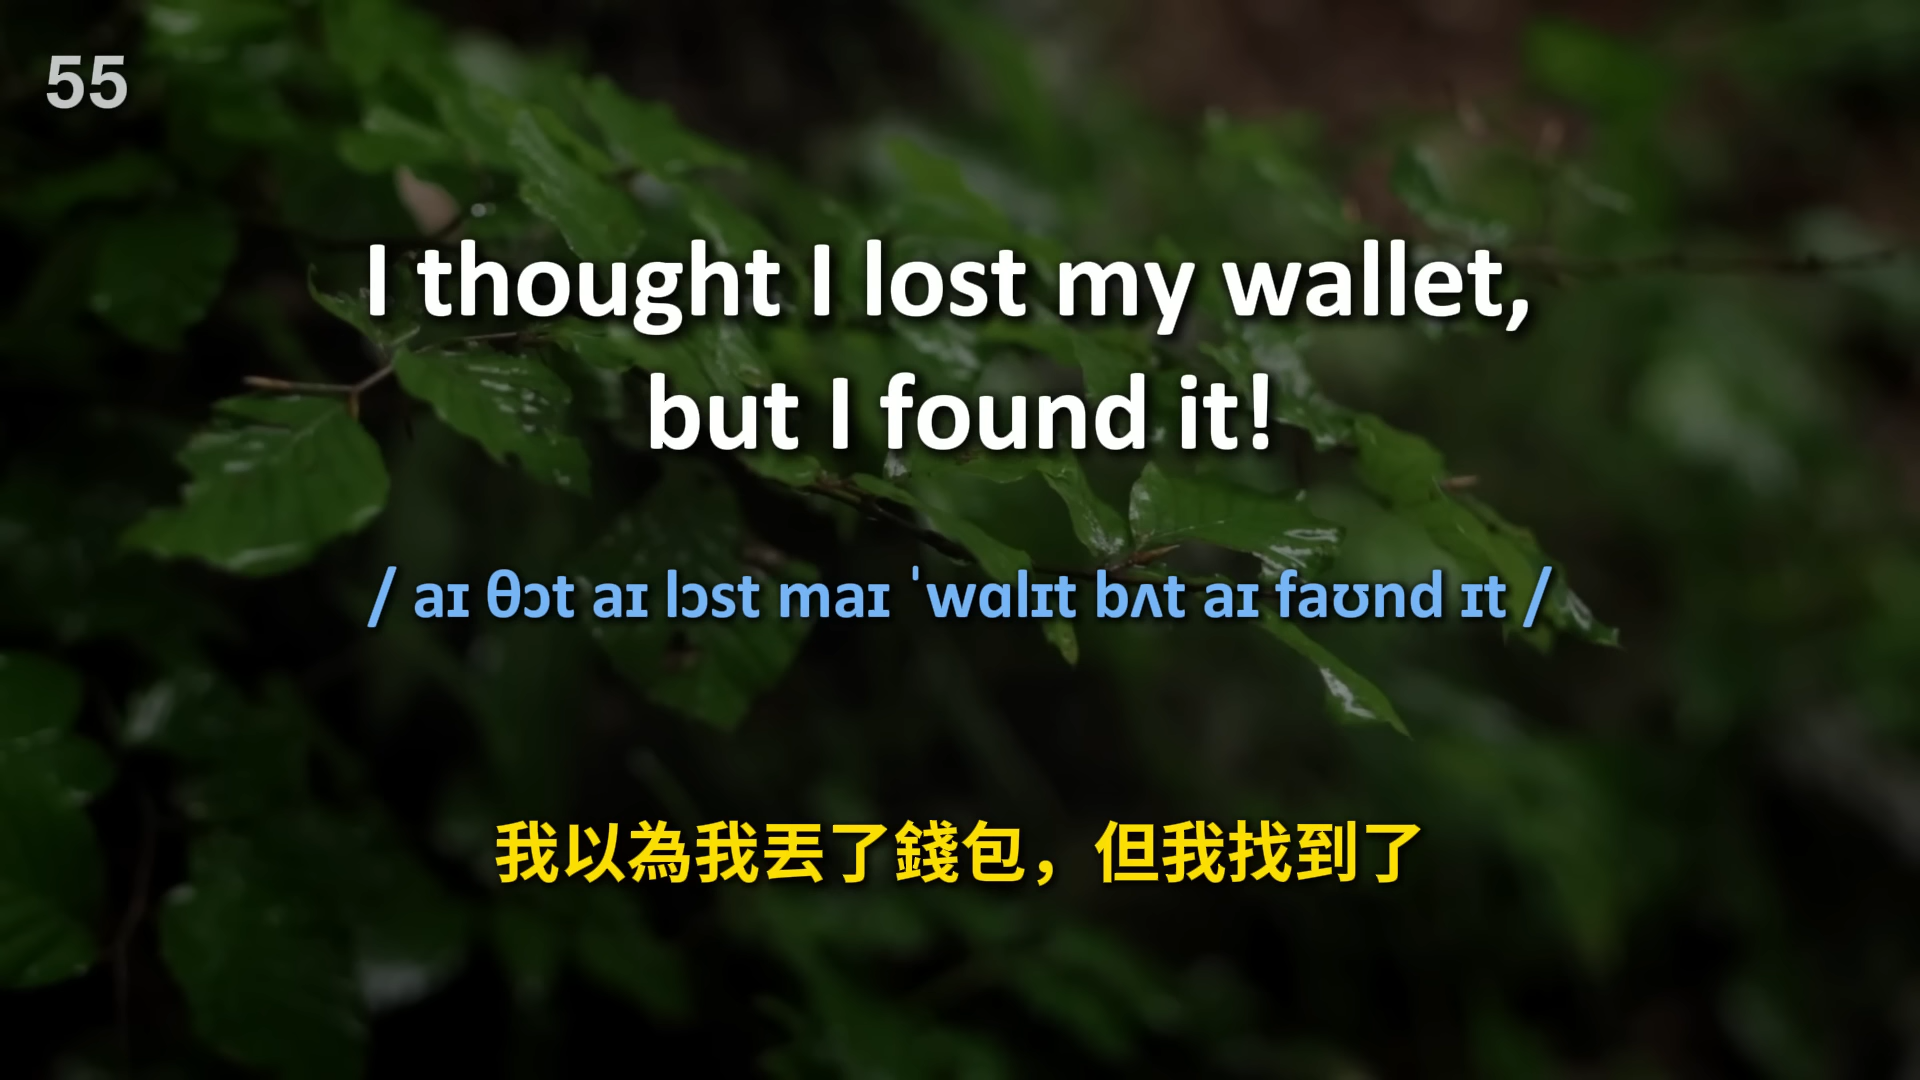 55
I thought I lost my wallet,
but I found it!
/ aɪ θɔt aɪ lɔst maɪ ˈwɑlɪt bʌt aɪ faʊnd ɪt /
我以為我丟了錢包，但我找到了